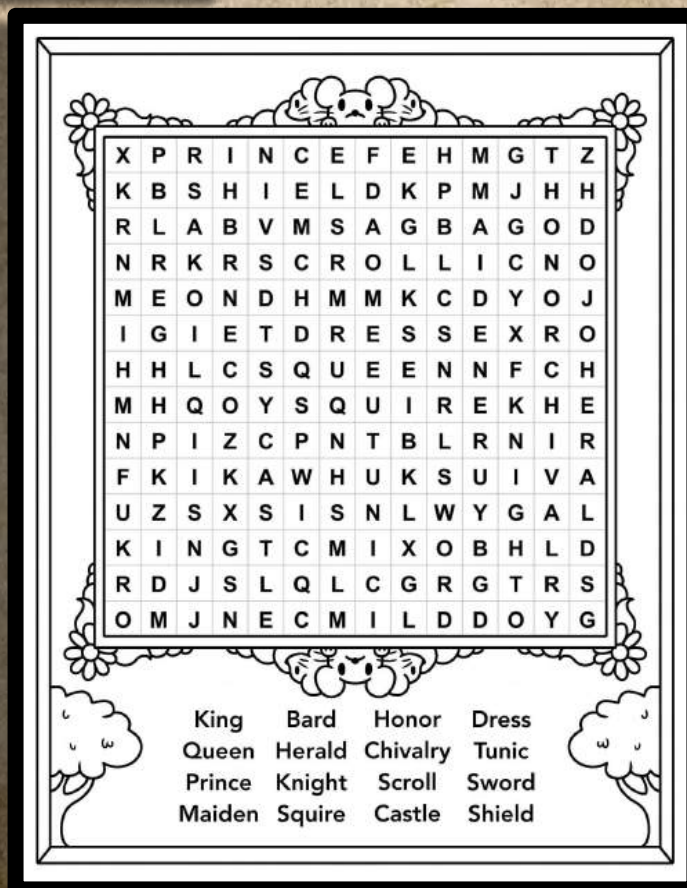 X P R I N C E F E H M G T Z
K B S H I E L D K P M J H H
R L A B V M S A G B A G O D
N R K R S C R O L L I C N O
M E O N D H M M K C D Y O J
I G I E T D R E S S E X R O
H H L C S Q U E E N N F C H
M H Q O Y S Q U I R E K H E
N P I Z C P N T B L R N I R
F K I K A W H U K S U I V A
U Z S X S I S N L W Y G A L
K I N G T C M I X O B H L D
R D J S L Q L C G R G T R S
O M J N E C M I L D D O Y G
King Bard Honor Dress
Queen Herald Chivalry Tunic
Prince Knight Scroll Sword
Maiden Squire Castle Shield